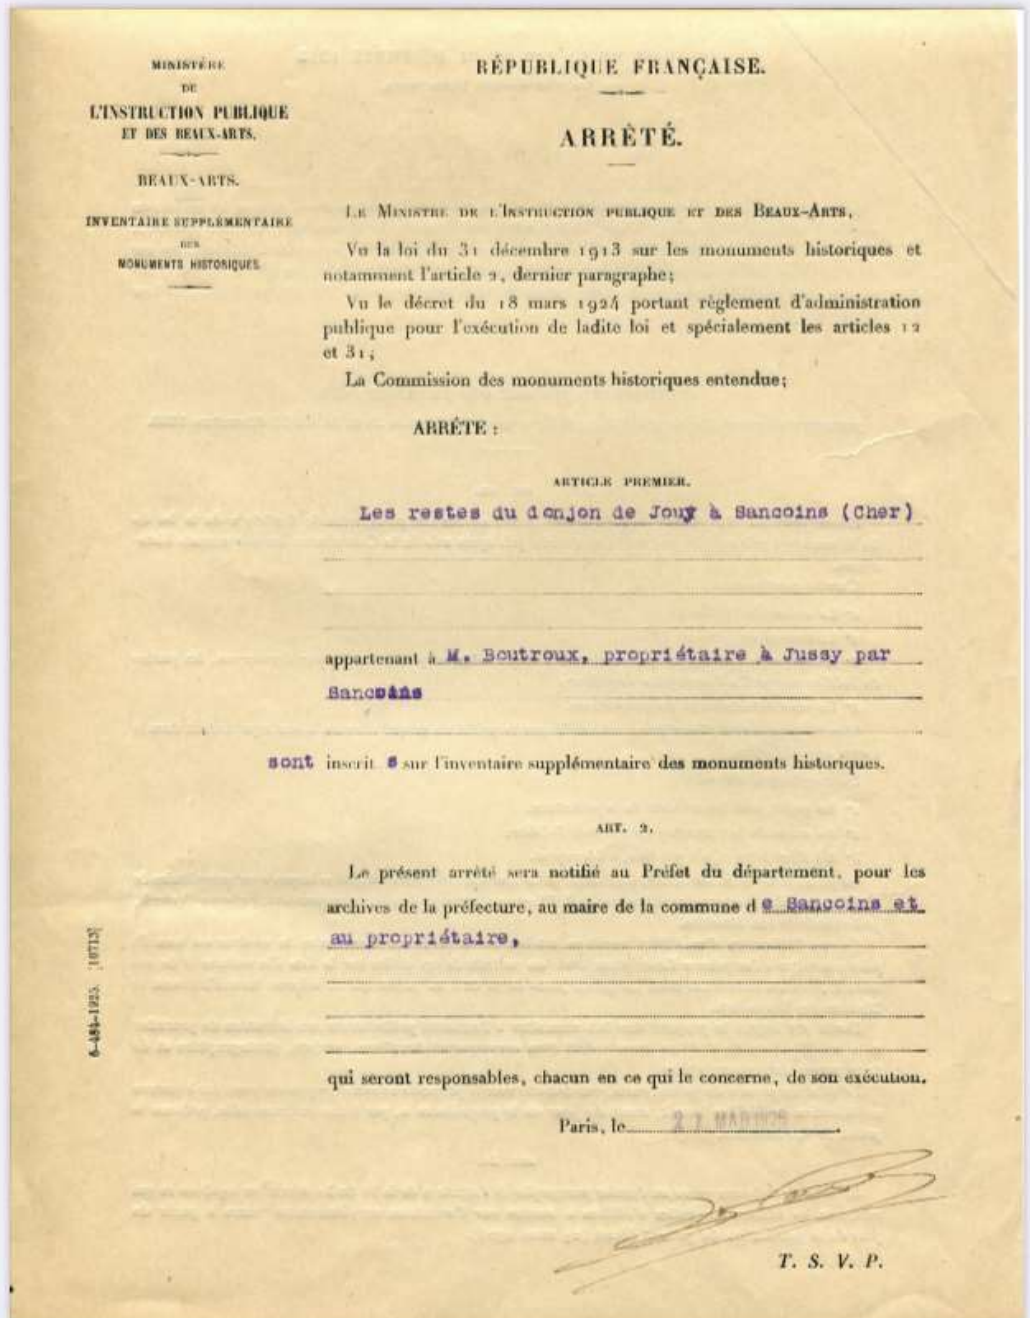 MINISTÈRE
DE
L'INSTRUCTION PUBLIQUE
ET DES BEAUX-ARTS.
BEAUX-ARTS.
INVENTAIRE SUPPLÉMENTAIRE
DES
MONUMENTS HISTORIQUES.
RÉPUBLIQUE FRANÇAISE.
ARRÊTÉ.
LE MINISTRE DE L'INSTRUCTION PUBLIQUE ET DES BEAUX-ARTS,
Vu la loi du 31 décembre 1913 sur les monuments historiques et
notamment l'article 2, dernier paragraphe;
Vu le décret du 18 mars 1924 portant règlement d'administration
publique pour l'exécution de ladite loi et spécialement les articles 12
et 31;
La Commission des monuments historiques entendue;
ARRÊTE :
ARTICLE PREMIER.
Les restes du donjon de Jouy à Sancoins (Cher)
appartenant à M. Boutroux, propriétaire à Jussy par
Sancoins
sont inscrit s sur l'inventaire supplémentaire des monuments historiques.
ART. 2.
Le présent arrêté sera notifié au Préfet du département, pour les
archives de la préfecture, au maire de la commune d e Sancoins et
au propriétaire,
qui seront responsables, chacun en ce qui le concerne, de son exécution.
Paris, le
T. S. V. P.
6-484-1925. [10713]